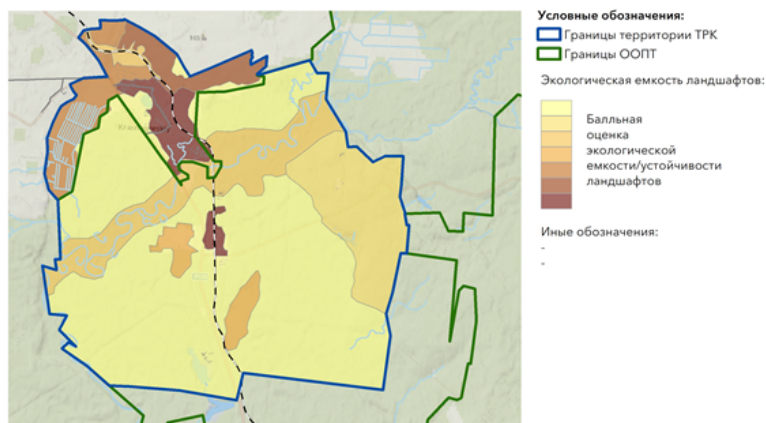 Условные обозначения:
Границы территории ТРК
Границы ООПТ
Экологическая емкость ландшафтов:
Балльная
оценка
экологической
емкости/устойчивости
ландшафтов
Иные обозначения:
-
-